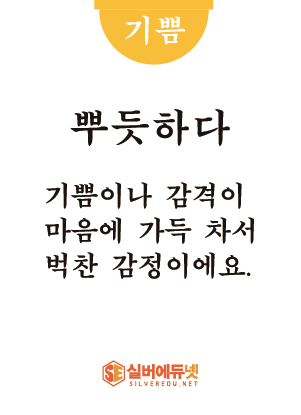 기쁨
뿌듯하다
기쁨이나 감격이
마음에 가득 차서
벅찬 감정이에요.
SE 실버에듀넷
SILVEREDU.NET